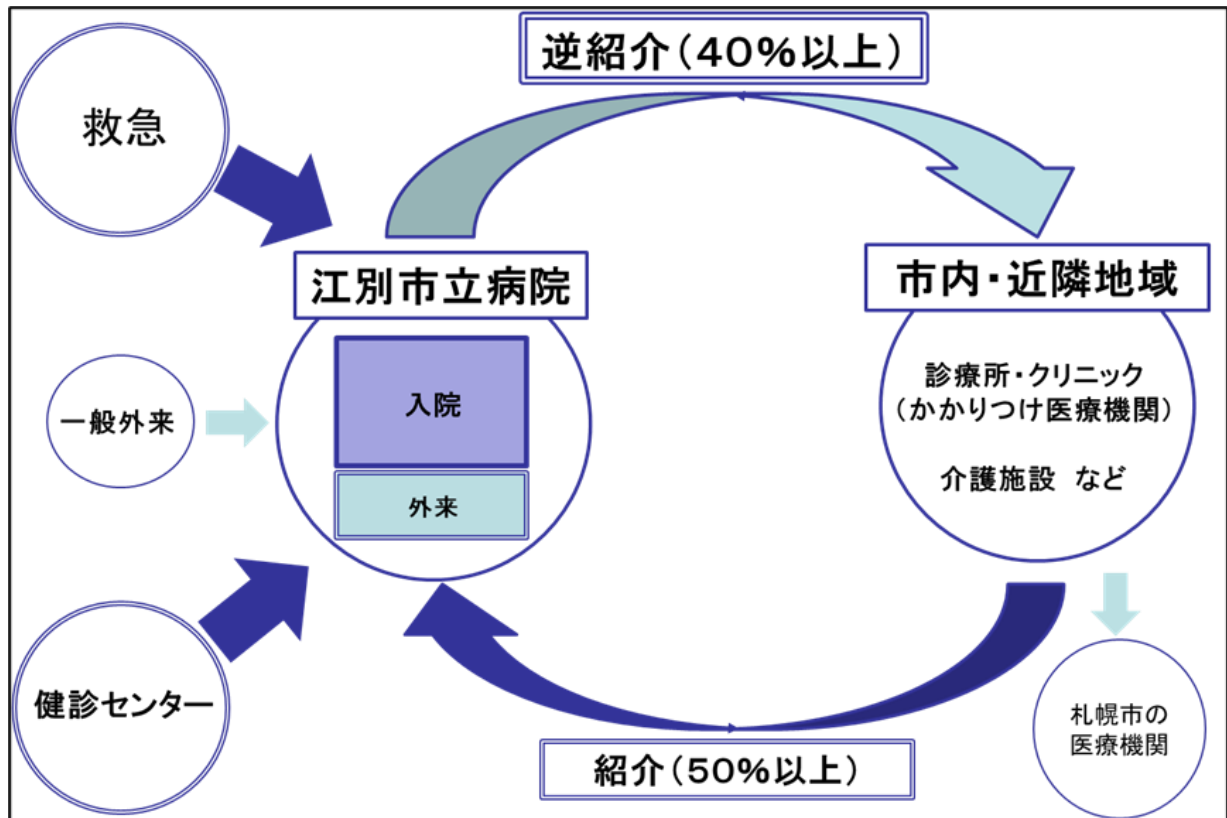 逆紹介（40％以上）
救急
江別市立病院
市内・近隣地域
入院
外来
一般外来
診療所・クリニック
（かかりつけ医療機関）
介護施設 など
健診センター
紹介（50％以上）
札幌市の
医療機関